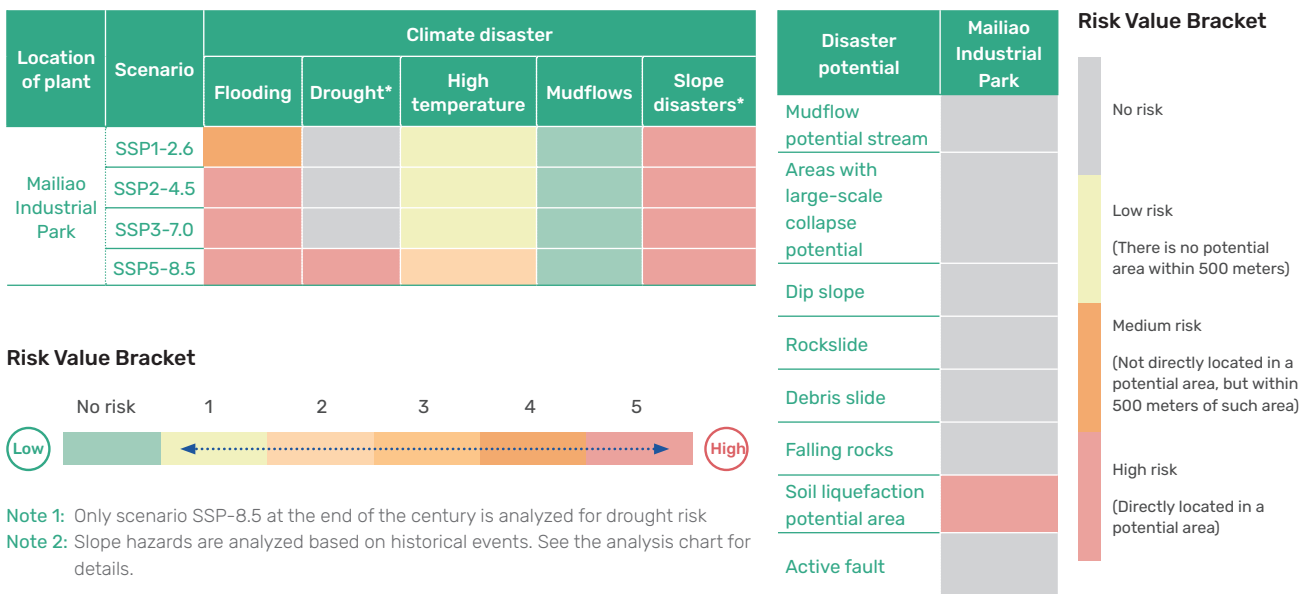 Location
of plant
Scenario
Climate disaster
Flooding
Drought*
High
temperature
Mudflows
Slope
disasters*
Mailiao
Industrial
Park
SSP1-2.6
SSP2-4.5
SSP3-7.0
SSP5-8.5
Risk Value Bracket
No risk
1
2
3
4
5
Low
High
Note 1: Only scenario SSP-8.5 at the end of the century is analyzed for drought risk
Note 2: Slope hazards are analyzed based on historical events. See the analysis chart for
details.
Disaster
potential
Mailiao
Industrial
Park
Mudflow
potential stream
Areas with
large-scale
collapse
potential
Dip slope
Rockslide
Debris slide
Falling rocks
Soil liquefaction
potential area
Active fault
Risk Value Bracket
No risk
Low risk
(There is no potential
area within 500 meters)
Medium risk
(Not directly located in a
potential area, but within
500 meters of such area)
High risk
(Directly located in a
potential area)